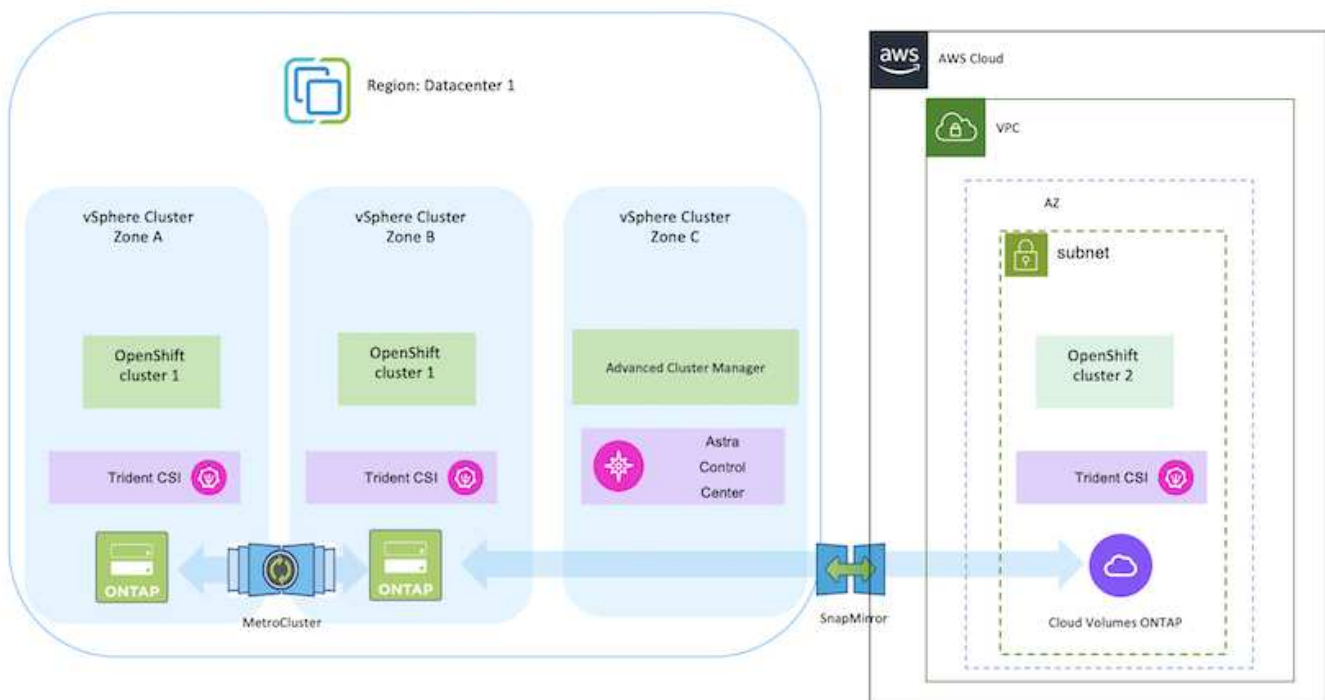 Region: Datacenter 1
vSphere Cluster
Zone A
vSphere Cluster
Zone B
vSphere Cluster
Zone C
OpenShift
cluster 1
OpenShift
cluster 1
Advanced Cluster Manager
Trident CSI
Trident CSI
Astra
Control
Center
ONTAP
ONTAP
MetroCluster
SnapMirror
aws
AWS Cloud
VPC
AZ
subnet
OpenShift
cluster 2
Trident CSI
Cloud Volumes ONTAP